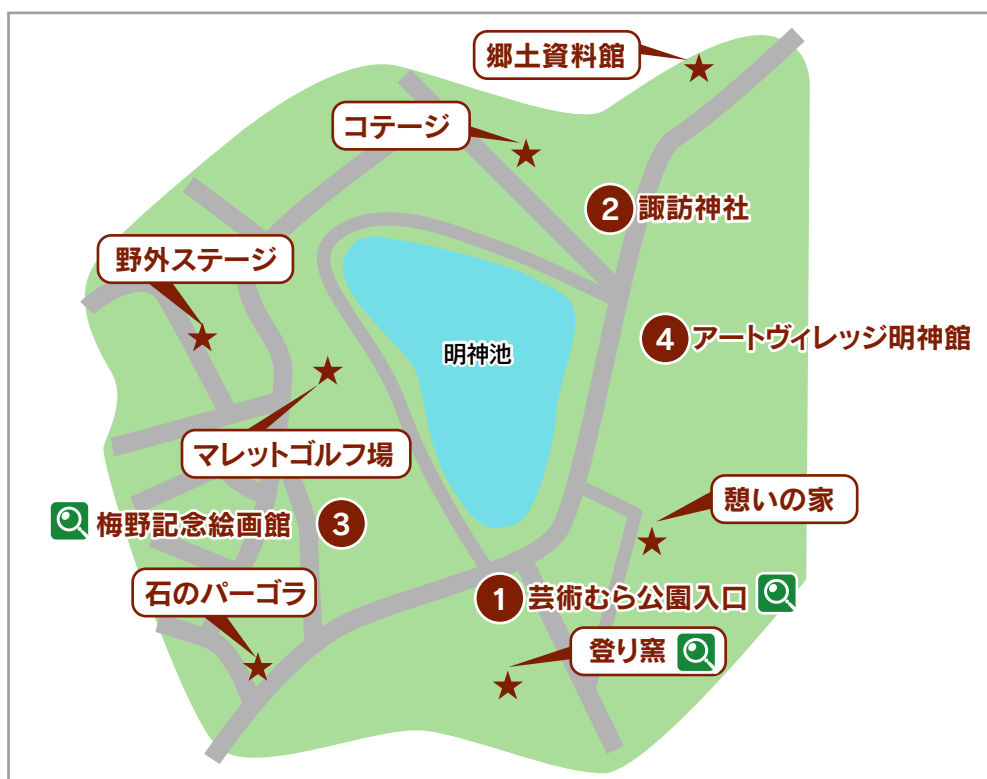 郷土資料館
コテージ
2 諏訪神社
野外ステージ
4 アートヴィレッジ明神館
明神池
マレットゴルフ場
憩いの家
梅野記念絵画館 3
石のパーゴラ
1 芸術むら公園入口
登り窯